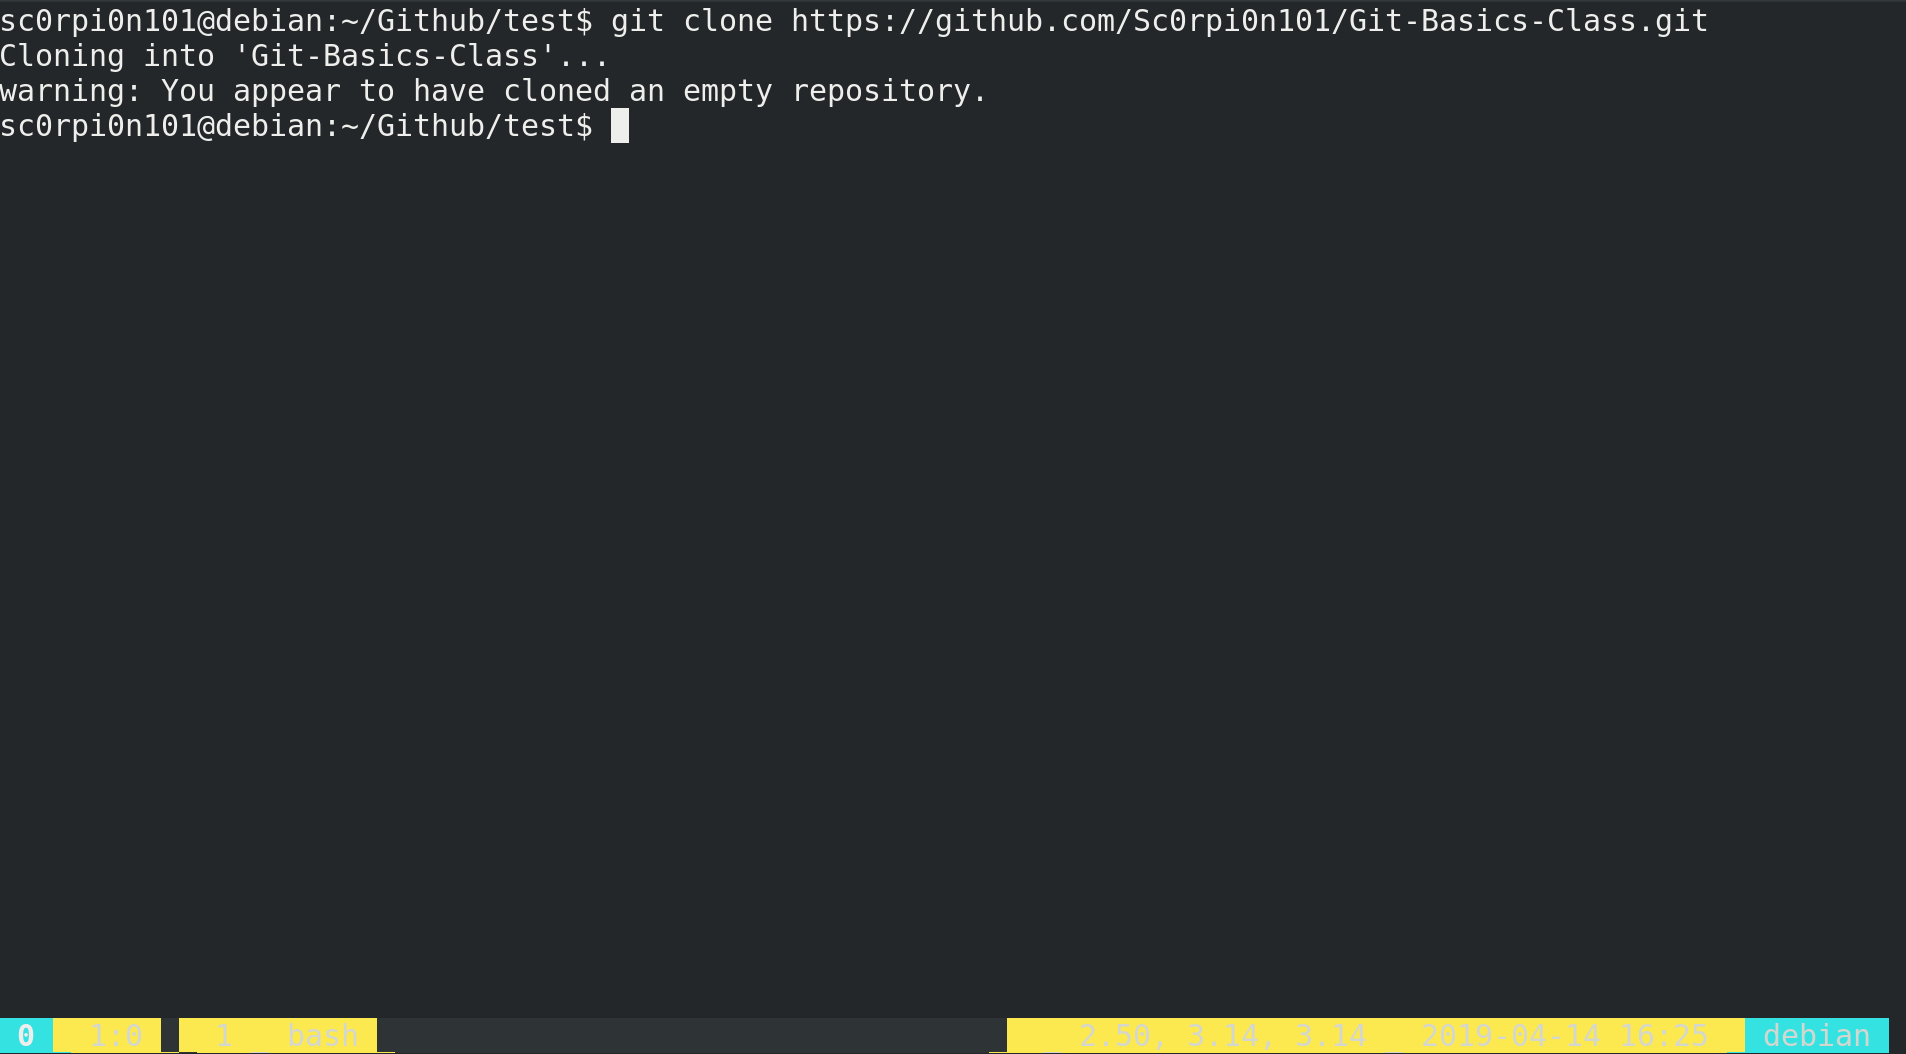 sc0rpi0n101@debian:~/Github/test$ git clone https://github.com/Sc0rpi0n101/Git-Basics-Class.git
Cloning into 'Git-Basics-Class'...
warning: You appear to have cloned an empty repository.
sc0rpi0n101@debian:~/Github/test$
0 1:0 1 bash 2.50, 3.14, 3.14 2019-04-14 16:25 debian